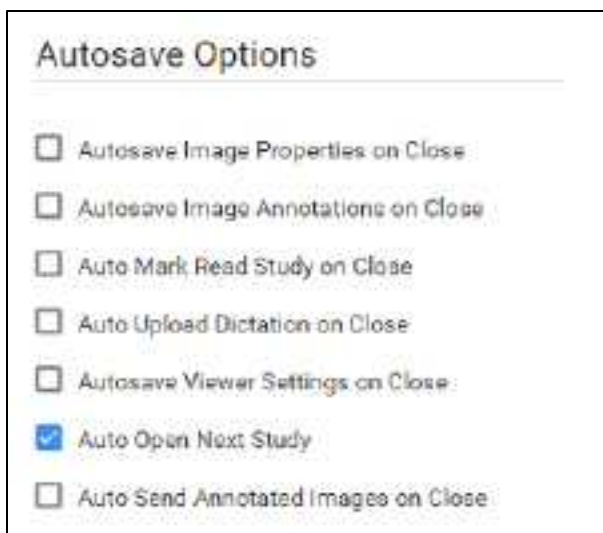 Autosave Options
Autosave Image Properties on Close
Autosave Image Annotations on Close
Auto Mark Read Study on Close
Auto Upload Dictation on Close
Autosave Viewer Settings on Close
Auto Open Next Study
Auto Send Annotated Images on Close